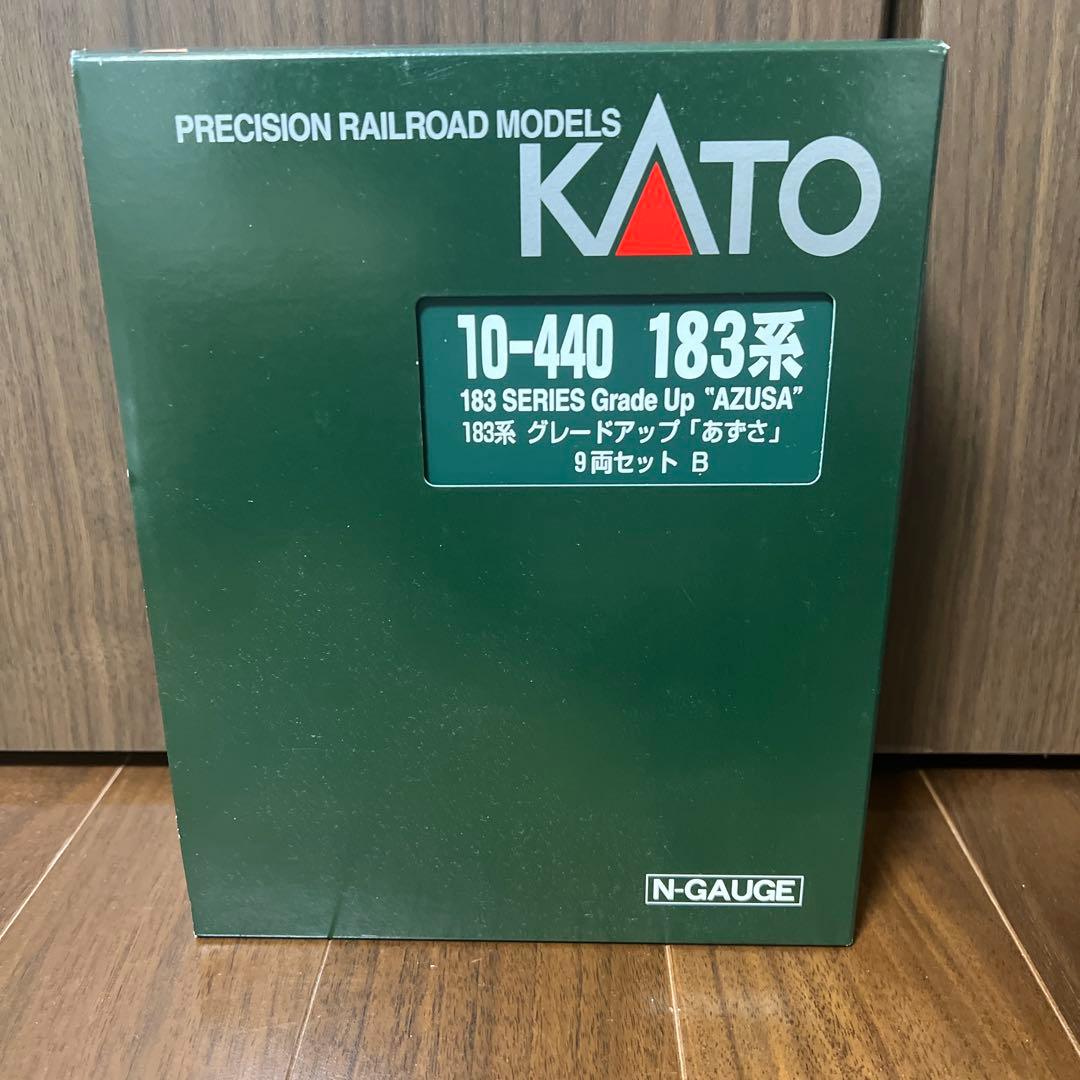 PRECISION RAILROAD MODELS
KATO
10-440 183系
183 SERIES Grade Up "AZUSA"
183系 グレードアップ「あずさ」
9両セット B
N-GAUGE